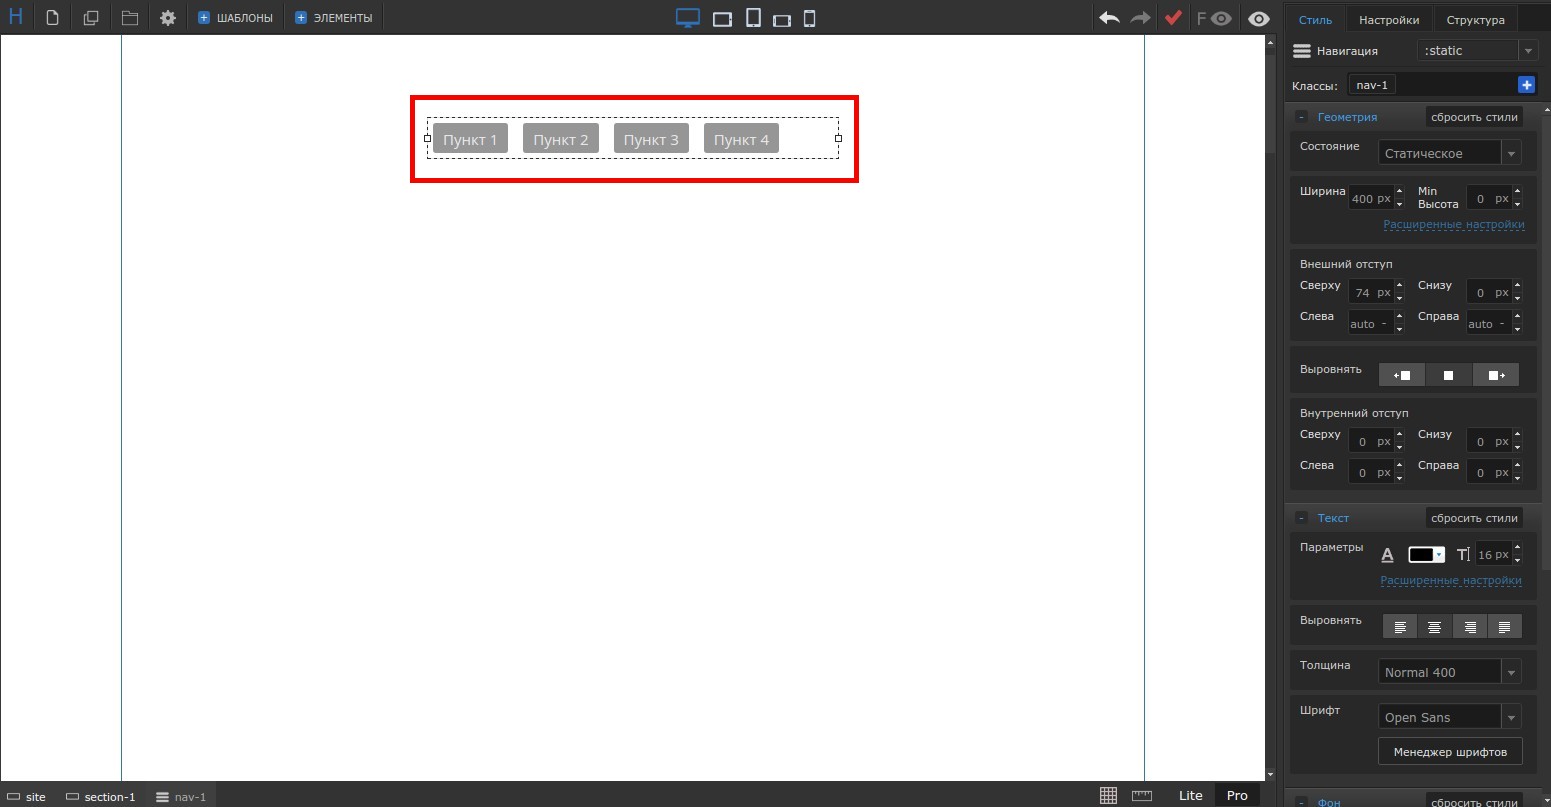 H ШАБЛОНЫ ЭЛЕМЕНТЫ F
Стиль Настройки Структура
Навигация :static
Классы: nav-1
Геометрия сбросить стили
Состояние Статическое
Ширина 400 px Min Высота 0 px
Расширенные настройки
Внешний отступ
Сверху 74 px Снизу 0 px
Слева auto - Справа auto -
Выровнять
Внутренний отступ
Сверху 0 px Снизу 0 px
Слева 0 px Справа 0 px
Текст сбросить стили
Параметры A T 16 px
Расширенные настройки
Выровнять
Толщина Normal 400
Шрифт Open Sans
Менеджер шрифтов
Фон сбросить стили
Пункт 1 Пункт 2 Пункт 3 Пункт 4
site section-1 nav-1 Lite Pro